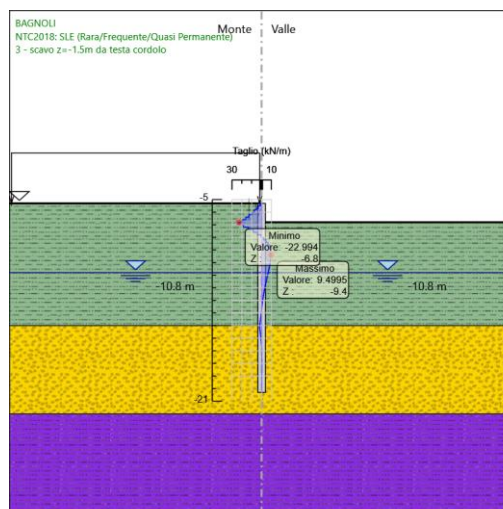 BAGNOLI
NTC2018: SLE (Rara/Frequente/Quasi Permanente)
3 - scavo z=-1.5m da testa cordolo
Monte Valle
Taglio (kN/m)
30 10
-5
Minimo
Valore: -22.994
Z : -6.8
Massimo
Valore: 9.4995
Z : -9.4
-10.8 m
-10.8 m
-21